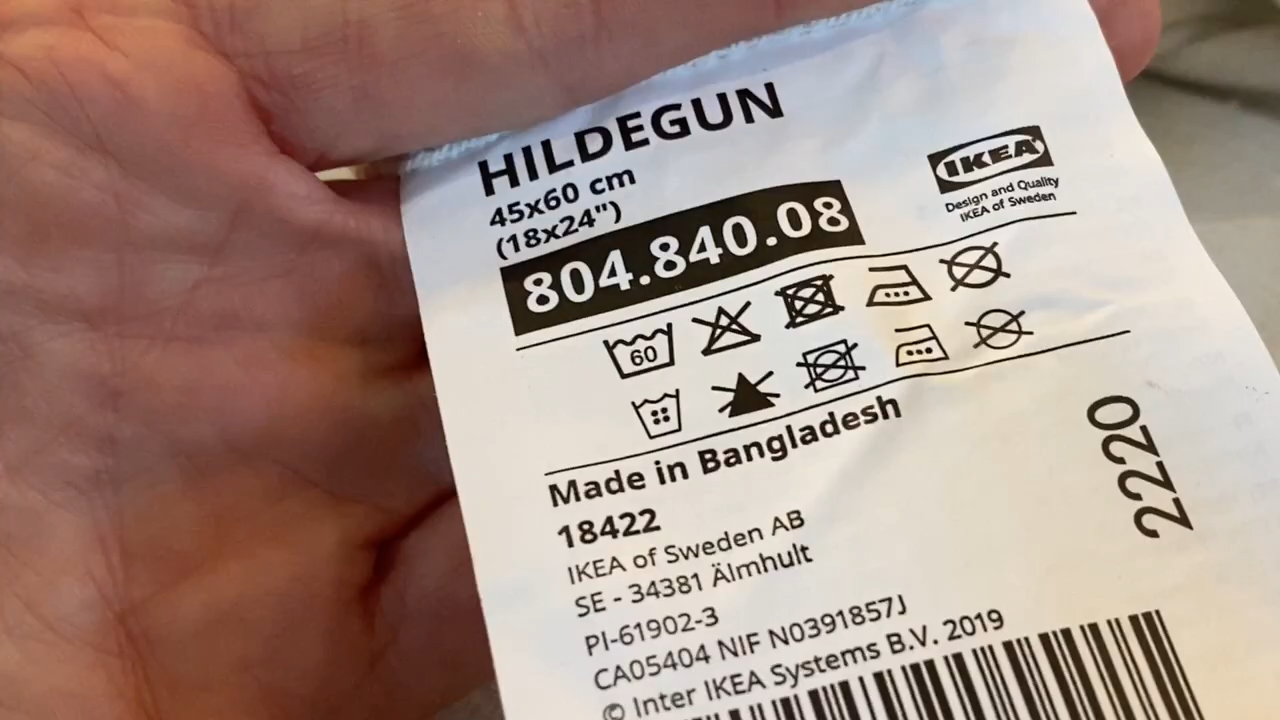 HILDEGUN
45x60 cm
(18x24")
804.840.08
IKEA
Design and Quality
IKEA of Sweden
60
Made in Bangladesh
18422
IKEA of Sweden AB
SE - 34381 Älmhult
PI-61902-3
CA05404 NIF N0391857J
© Inter IKEA Systems B.V. 2019
2220